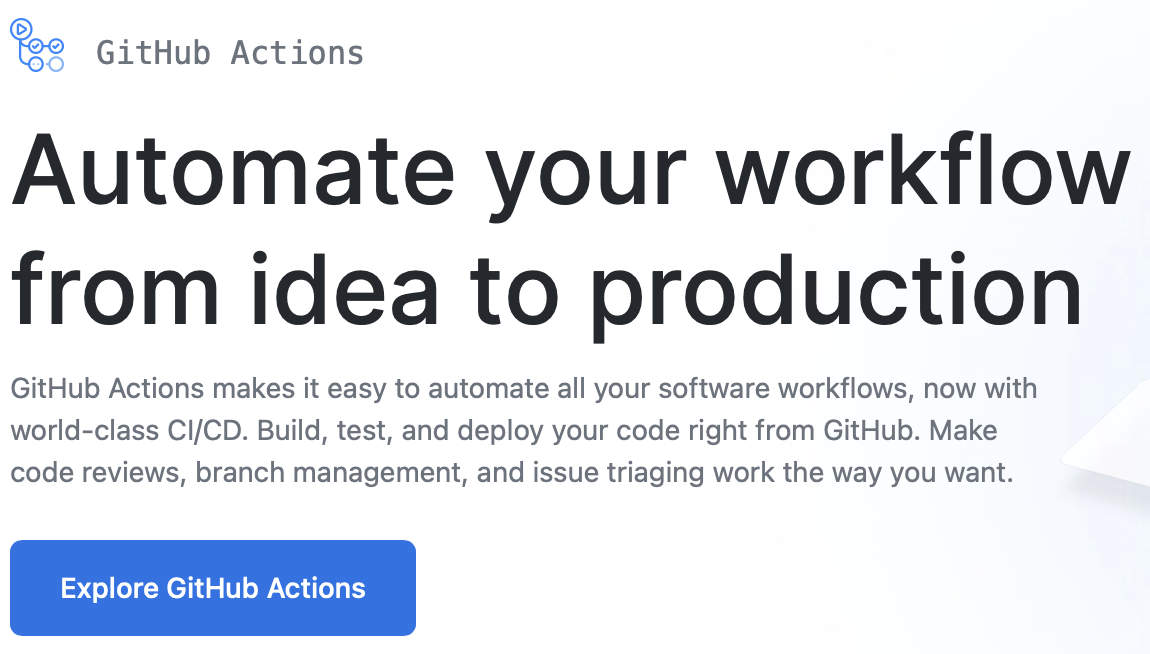 GitHub Actions
Automate your workflow
from idea to production
GitHub Actions makes it easy to automate all your software workflows, now with
world-class CI/CD. Build, test, and deploy your code right from GitHub. Make
code reviews, branch management, and issue triaging work the way you want.
Explore GitHub Actions